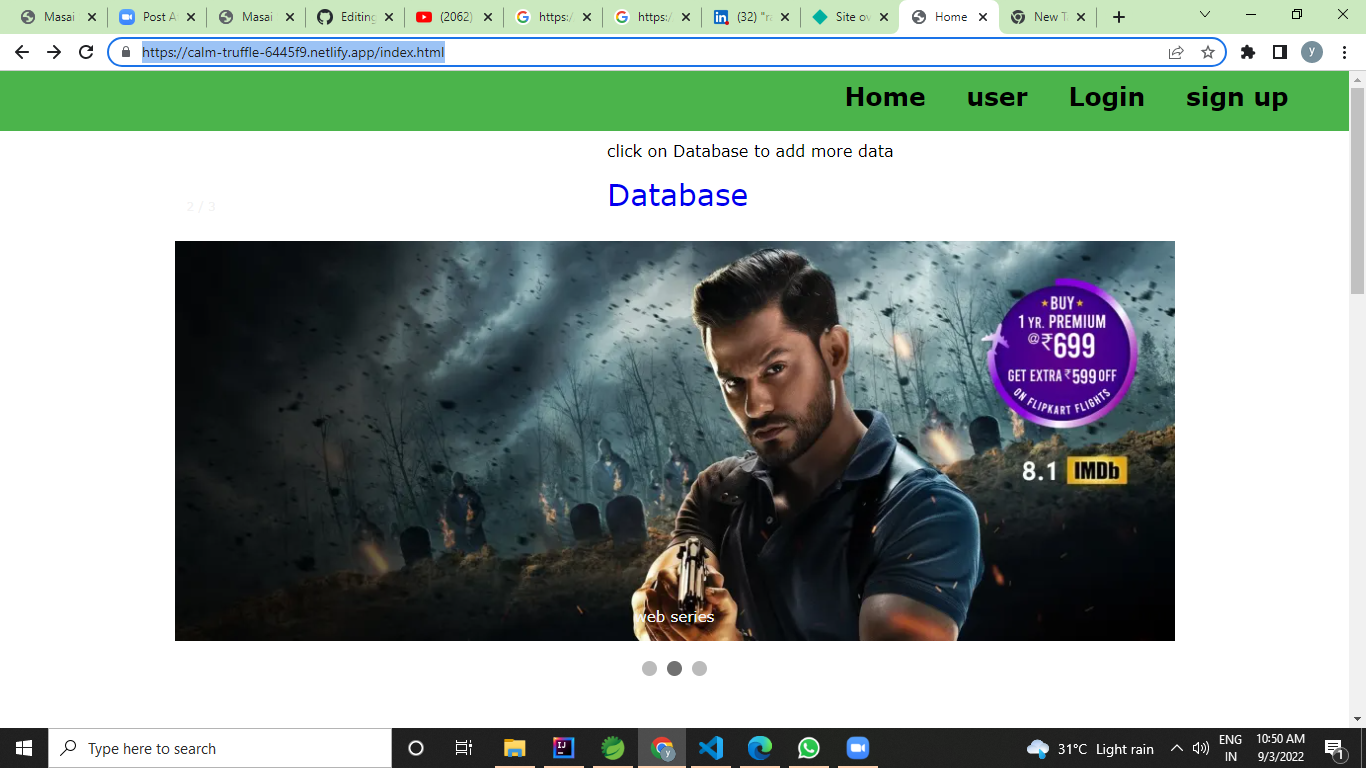 Masai
Post A
Masai
Editing
(2062)
https:/
https:/
(32) "ra
Site ov
Home
New Ta
https://calm-truffle-6445f9.netlify.app/index.html
y
Home user Login sign up
click on Database to add more data
Database
2 / 3
BUY
1 YR. PREMIUM
@₹699
GET EXTRA ₹599 OFF
ON FLIPKART FLIGHTS
8.1 IMDb
web series
Type here to search
31°C Light rain
ENG
IN
10:50 AM
9/3/2022
1